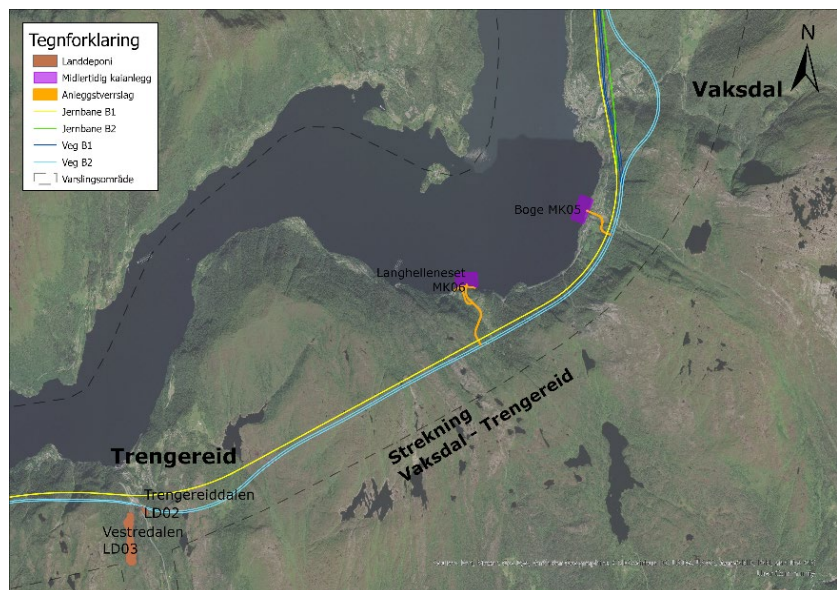 Tegnforklaring
Landdeponi
Midlertidig kaianlegg
Anleggstverrslag
Jernbane B1
Jernbane B2
Veg B1
Veg B2
Varslingsområde
N
Vaksdal
Boge MK05
Langhelleneset
MK06
Strekning
Vaksdal - Trengereid
Trengereid
Trengereiddalen
LD02
Vestredalen
LD03